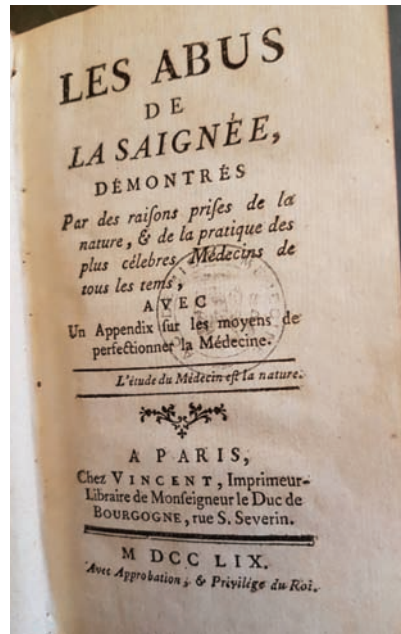 LES ABUS
DE
LA SAIGNÉE,
DÉMONTRÉS
Par des raiſons priſes de la
nature, & de la pratique des
plus célebres Médecins de
tous les tems,
AVEC
Un Appendix ſur les moyens de
perfectionner la Médecine.
L'étude du Médecin eſt la nature.
A PARIS,
Chez VINCENT, Imprimeur-
Libraire de Monſeigneur le Duc de
BOURGOGNE, rue S. Severin.
M DCC LIX.
Avec Approbation, & Privilége du Roi.